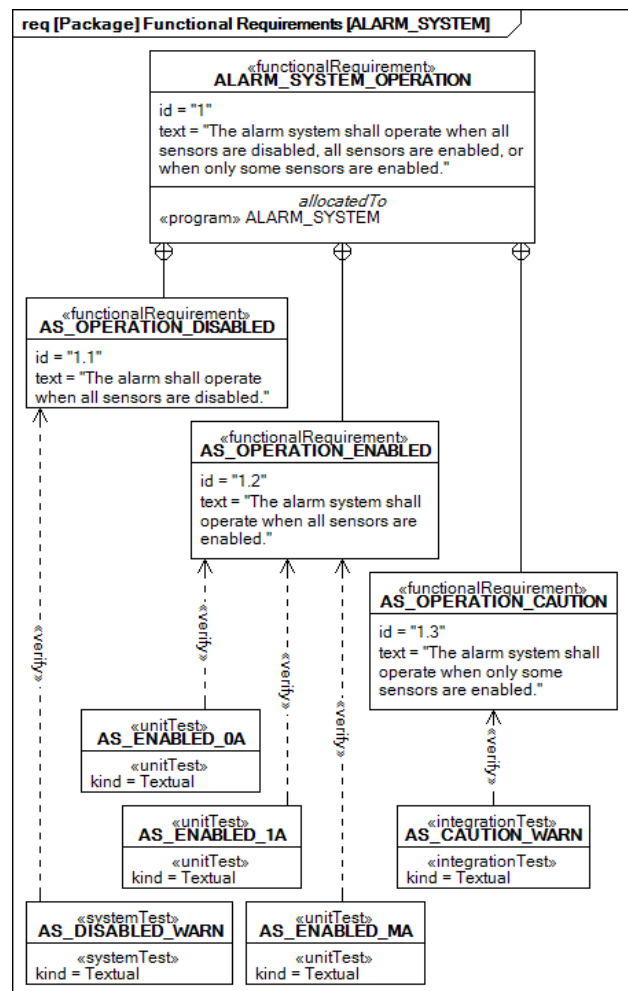 req [Package] Functional Requirements [ALARM_SYSTEM]
«functionalRequirement»
ALARM_SYSTEM_OPERATION
id = "1"
text = "The alarm system shall operate when all
sensors are disabled, all sensors are enabled, or
when only some sensors are enabled."
allocatedTo
«program» ALARM_SYSTEM
«functionalRequirement»
AS_OPERATION_DISABLED
id = "1.1"
text = "The alarm shall operate
when all sensors are disabled."
«functionalRequirement»
AS_OPERATION_ENABLED
id = "1.2"
text = "The alarm system shall
operate when all sensors are
enabled."
«functionalRequirement»
AS_OPERATION_CAUTION
id = "1.3"
text = "The alarm system shall
operate when only some
sensors are enabled."
«verify»
«verify»
«verify»
«verify»
«verify»
«unitTest»
AS_ENABLED_0A
«unitTest»
kind = Textual
«unitTest»
AS_ENABLED_1A
«unitTest»
kind = Textual
«integrationTest»
AS_CAUTION_WARN
«integrationTest»
kind = Textual
«systemTest»
AS_DISABLED_WARN
«systemTest»
kind = Textual
«unitTest»
AS_ENABLED_MA
«unitTest»
kind = Textual